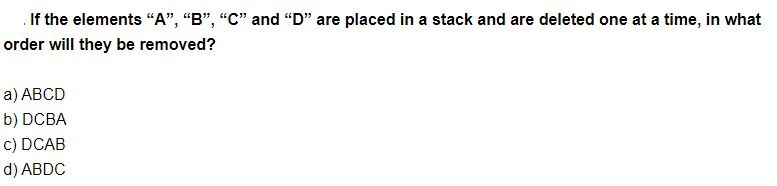 . If the elements “A”, “B”, “C” and “D” are placed in a stack and are deleted one at a time, in what
order will they be removed?
a) ABCD
b) DCBA
c) DCAB
d) ABDC